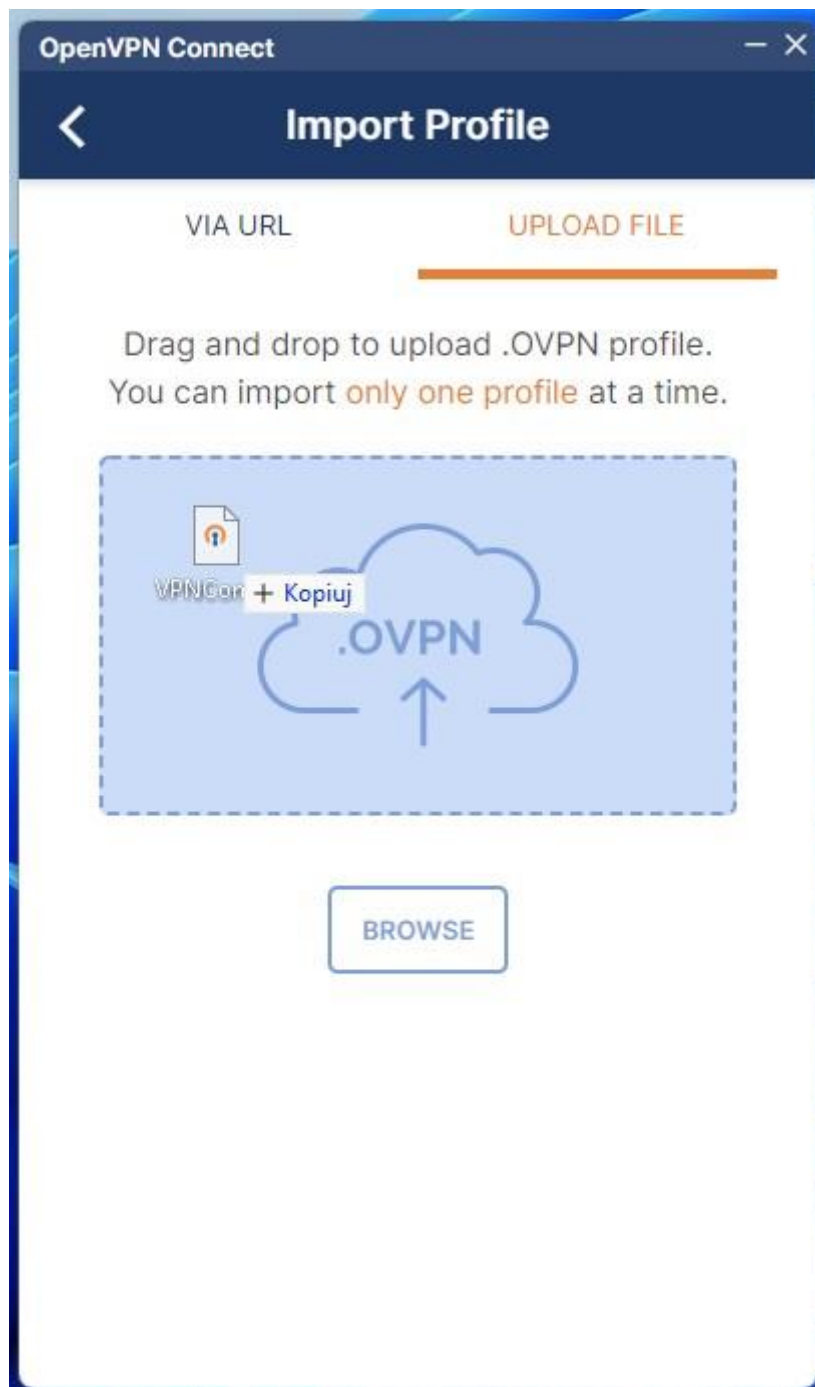 OpenVPN Connect
Import Profile
VIA URL
UPLOAD FILE
Drag and drop to upload .OVPN profile.
You can import only one profile at a time.
+ Kopiuj
.OVPN
BROWSE